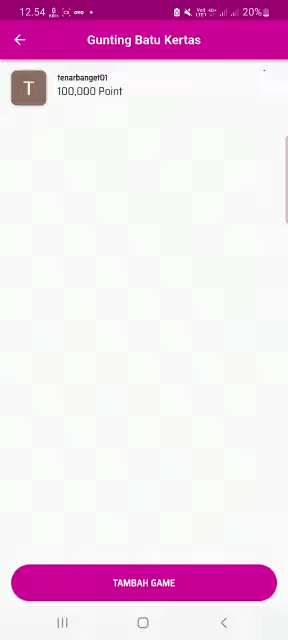 12.54 20%
Gunting Batu Kertas
T
tenarbanget01
100,000 Point
TAMBAH GAME